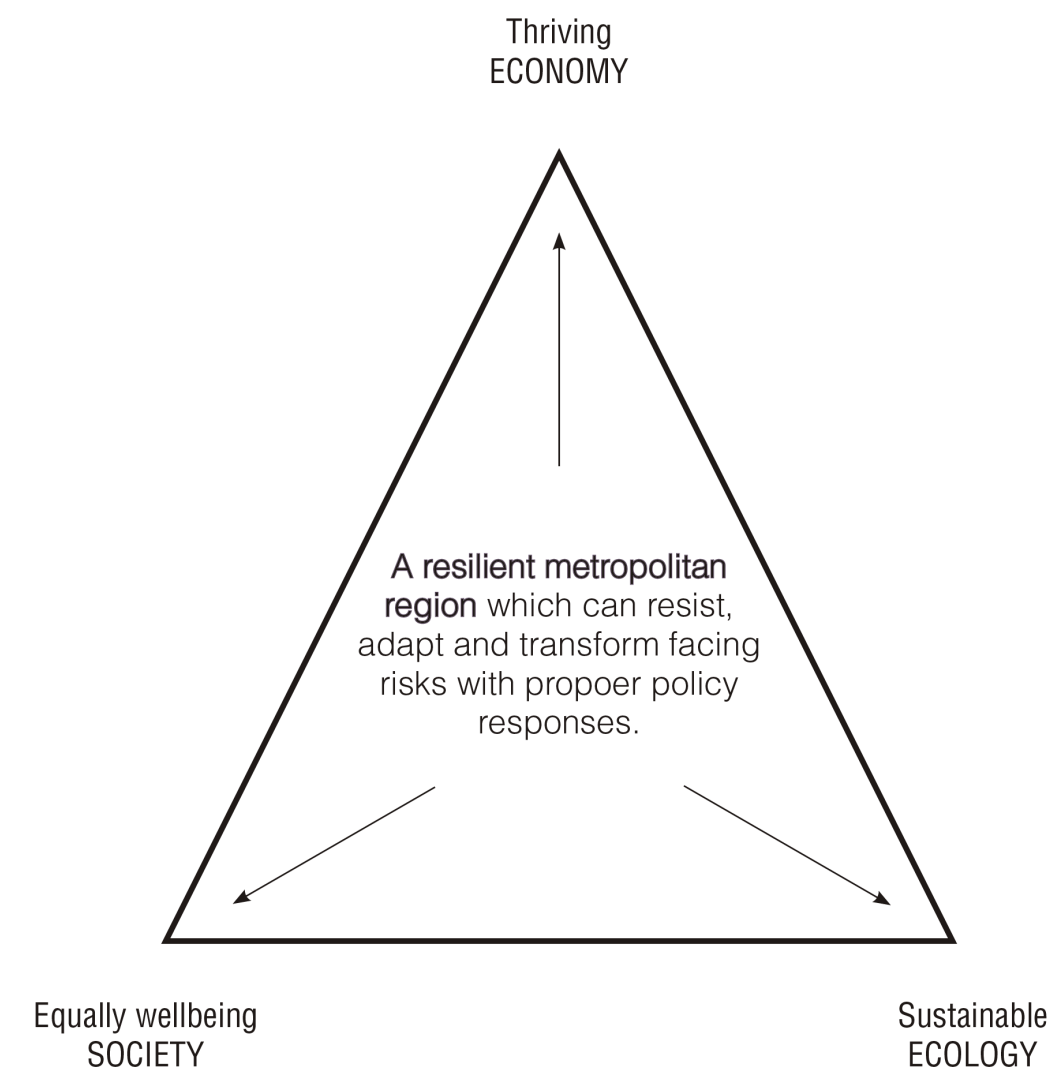 Thriving
ECONOMY
A resilient metropolitan
region which can resist,
adapt and transform facing
risks with propoer policy
responses.
Equally wellbeing
SOCIETY
Sustainable
ECOLOGY